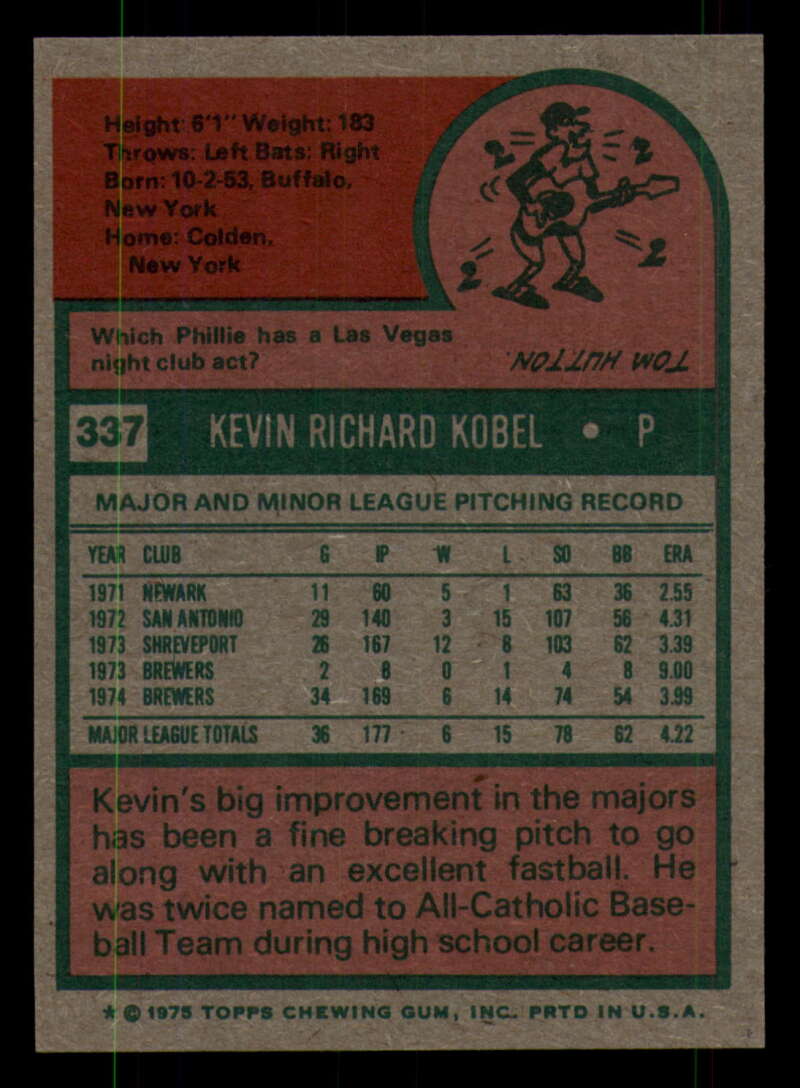 Height: 6'1" Weight: 183
Throws: Left Bats: Right
Born: 10-2-53, Buffalo,
New York
Home: Colden,
New York
2 2
2 2
Which Phillie has a Las Vegas
night club act?
TOM HUTTON.
337 KEVIN RICHARD KOBEL • P
MAJOR AND MINOR LEAGUE PITCHING RECORD
YEAR CLUB G IP W L SO BB ERA
1971 NEWARK 11 60 5 1 63 36 2.55
1972 SAN ANTONIO 29 140 3 15 107 56 4.31
1973 SHREVEPORT 26 167 12 8 103 62 3.39
1973 BREWERS 2 8 0 1 4 8 9.00
1974 BREWERS 34 169 6 14 74 54 3.99
MAJOR LEAGUE TOTALS 36 177 6 15 78 62 4.22
Kevin's big improvement in the majors
has been a fine breaking pitch to go
along with an excellent fastball. He
was twice named to All-Catholic Base-
ball Team during high school career.
* © 1975 TOPPS CHEWING GUM, INC. PRTD IN U.S.A.